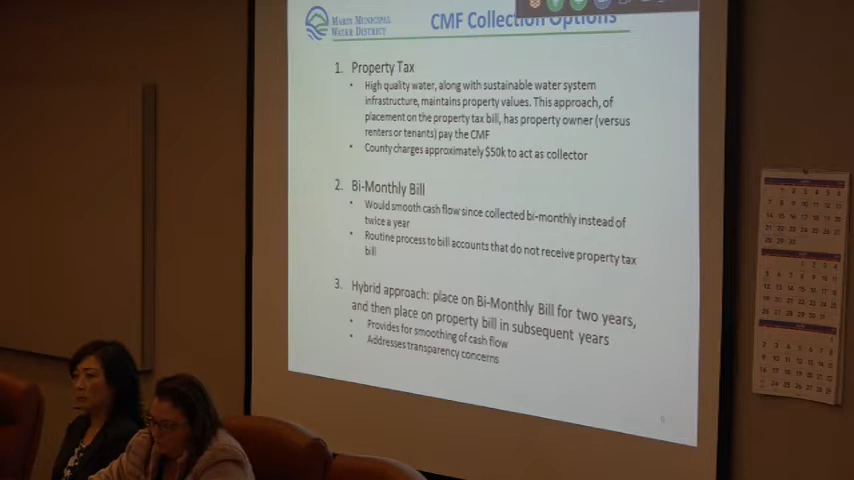 MARIN MUNICIPAL
WATER DISTRICT
CMF Collection Options
1. Property Tax
• High quality water, along with sustainable water system
infrastructure, maintains property values. This approach, of
placement on the property tax bill, has property owner (versus
renters or tenants) pay the CMF
• County charges approximately $50k to act as collector
2. Bi-Monthly Bill
• Would smooth cash flow since collected bi-monthly instead of
twice a year
• Routine process to bill accounts that do not receive property tax
bill
3. Hybrid approach: place on Bi-Monthly Bill for two years,
and then place on property bill in subsequent years
• Provides for smoothing of cash flow
• Addresses transparency concerns